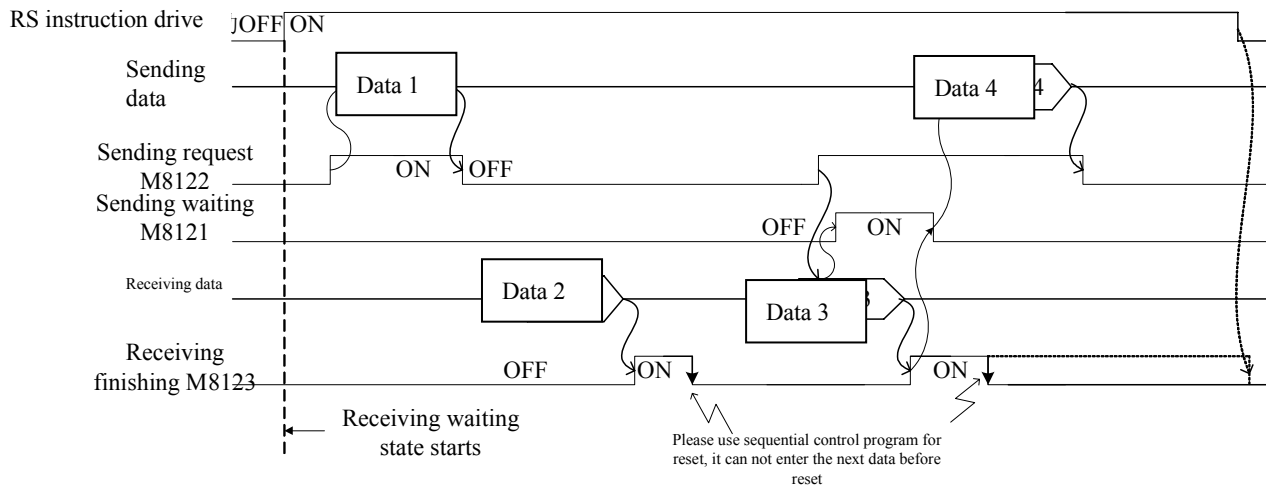 RS instruction drive
OFF ON
Sending
data
Data 1
Data 4
4
Sending request
M8122
ON
OFF
Sending waiting
M8121
OFF
ON
Receiving data
Data 2
Data 3
3
Receiving
finishing M8123
OFF
ON
ON
Receiving waiting
state starts
Please use sequential control program for
reset, it can not enter the next data before
reset